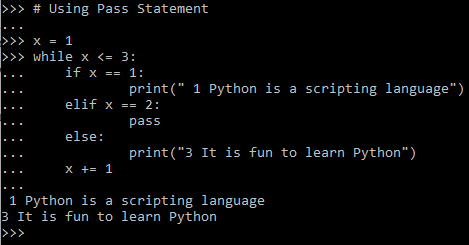 >>> # Using Pass Statement
...
>>> x = 1
>>> while x <= 3:
...     if x == 1:
...             print(" 1 Python is a scripting language")
...     elif x == 2:
...             pass
...     else:
...             print("3 It is fun to learn Python")
...     x += 1
...
 1 Python is a scripting language
3 It is fun to learn Python
>>>